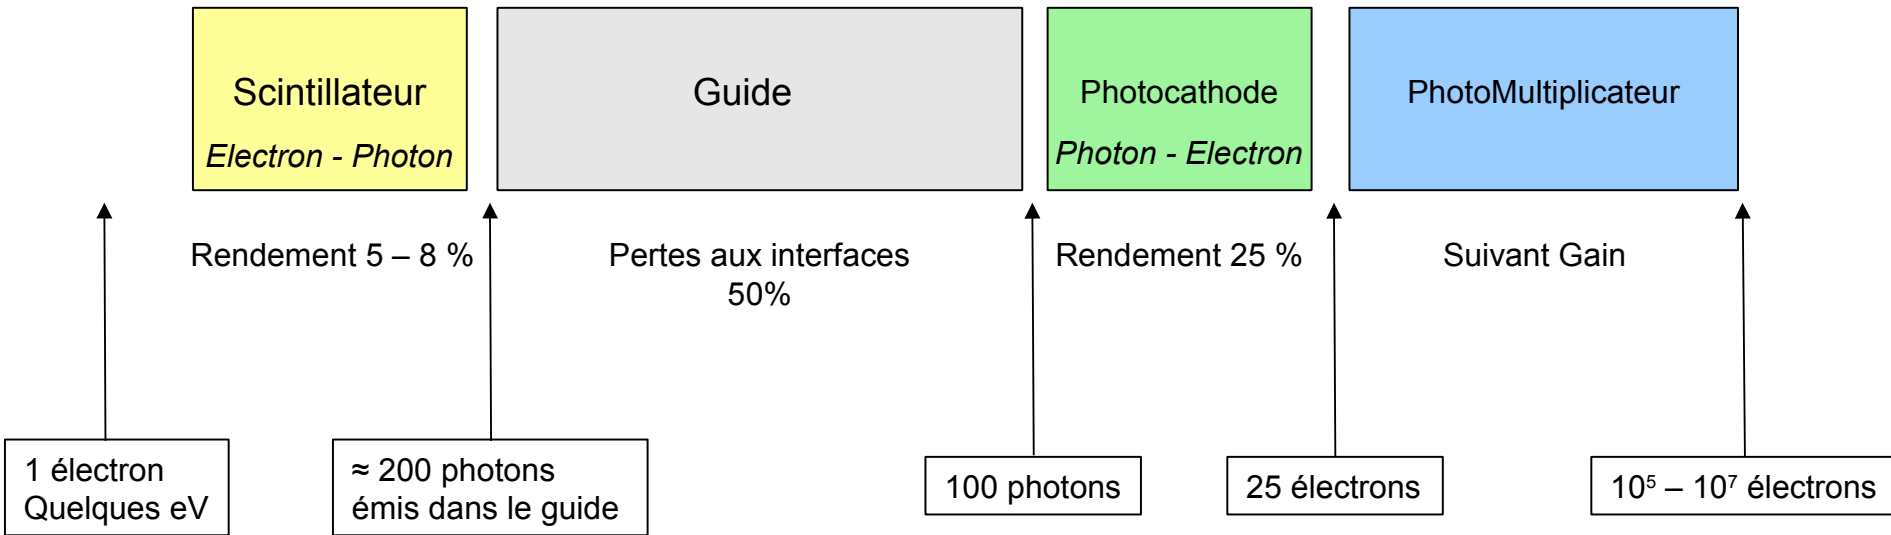 Scintillateur
Electron - Photon
Guide
Photocathode
Photon - Electron
PhotoMultiplicateur
Rendement 5 – 8 %
Pertes aux interfaces
50%
Rendement 25 %
Suivant Gain
1 électron
Quelques eV
≈ 200 photons
émis dans le guide
100 photons
25 électrons
10⁵ – 10⁷ électrons